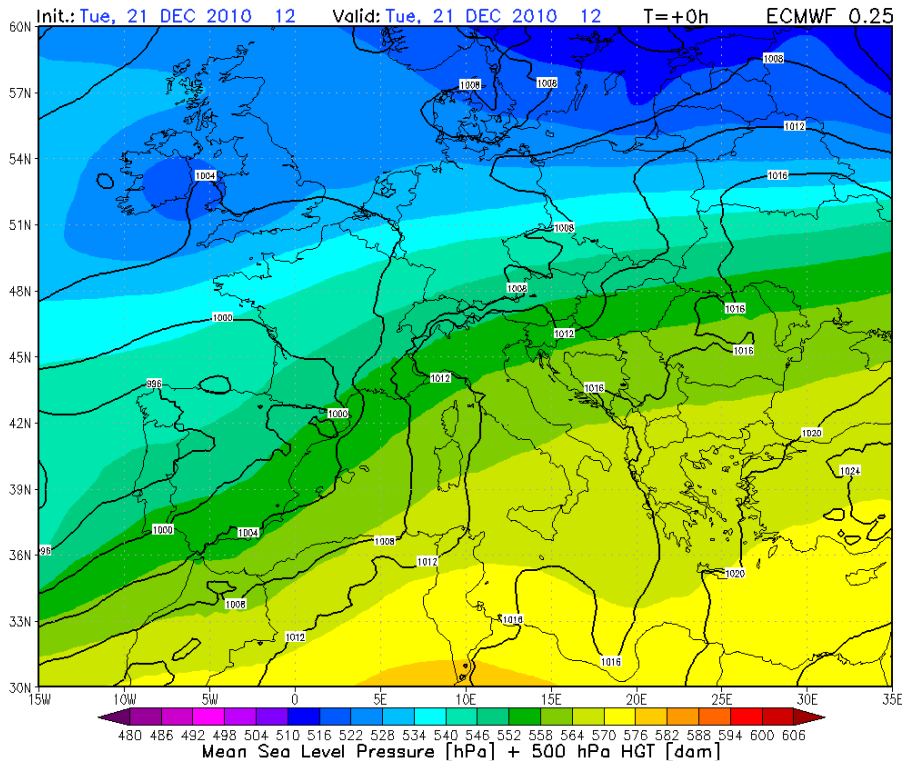 Init.: Tue, 21 DEC 2010 12 Valid: Tue, 21 DEC 2010 12 T=+0h ECMWF 0.25
60N
1008
1008
1008
57N
1012
54N
1004
1016
51N
1008
48N
1008
1000
1016
1012
45N
1016
996
1012
1016
1000
42N
1020
1024
39N
1000
1004
1008
996
36N
1012
1020
1008
33N
1016
1012
1016
30N
15W 10W 5W 0 5E 10E 15E 20E 25E 30E 35E
480 486 492 498 504 510 516 522 528 534 540 546 552 558 564 570 576 582 588 594 600 606
Mean Sea Level Pressure [hPa] + 500 hPa HGT [dam]